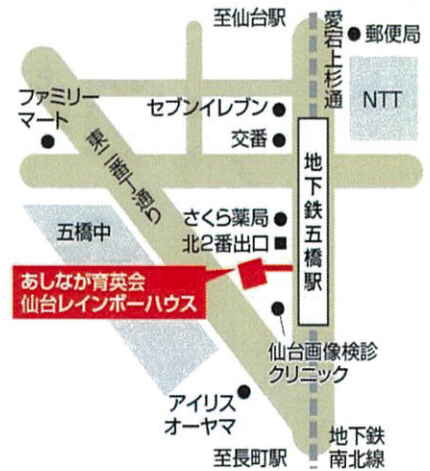 至仙台駅
愛宕上杉通
郵便局
ファミリー
マート
セブンイレブン
NTT
交番
東二番丁通り
地下鉄五橋駅
さくら薬局
北2番出口
五橋中
あしなが育英会
仙台レインボーハウス
仙台画像検診
クリニック
アイリス
オーヤマ
至長町駅
地下鉄
南北線